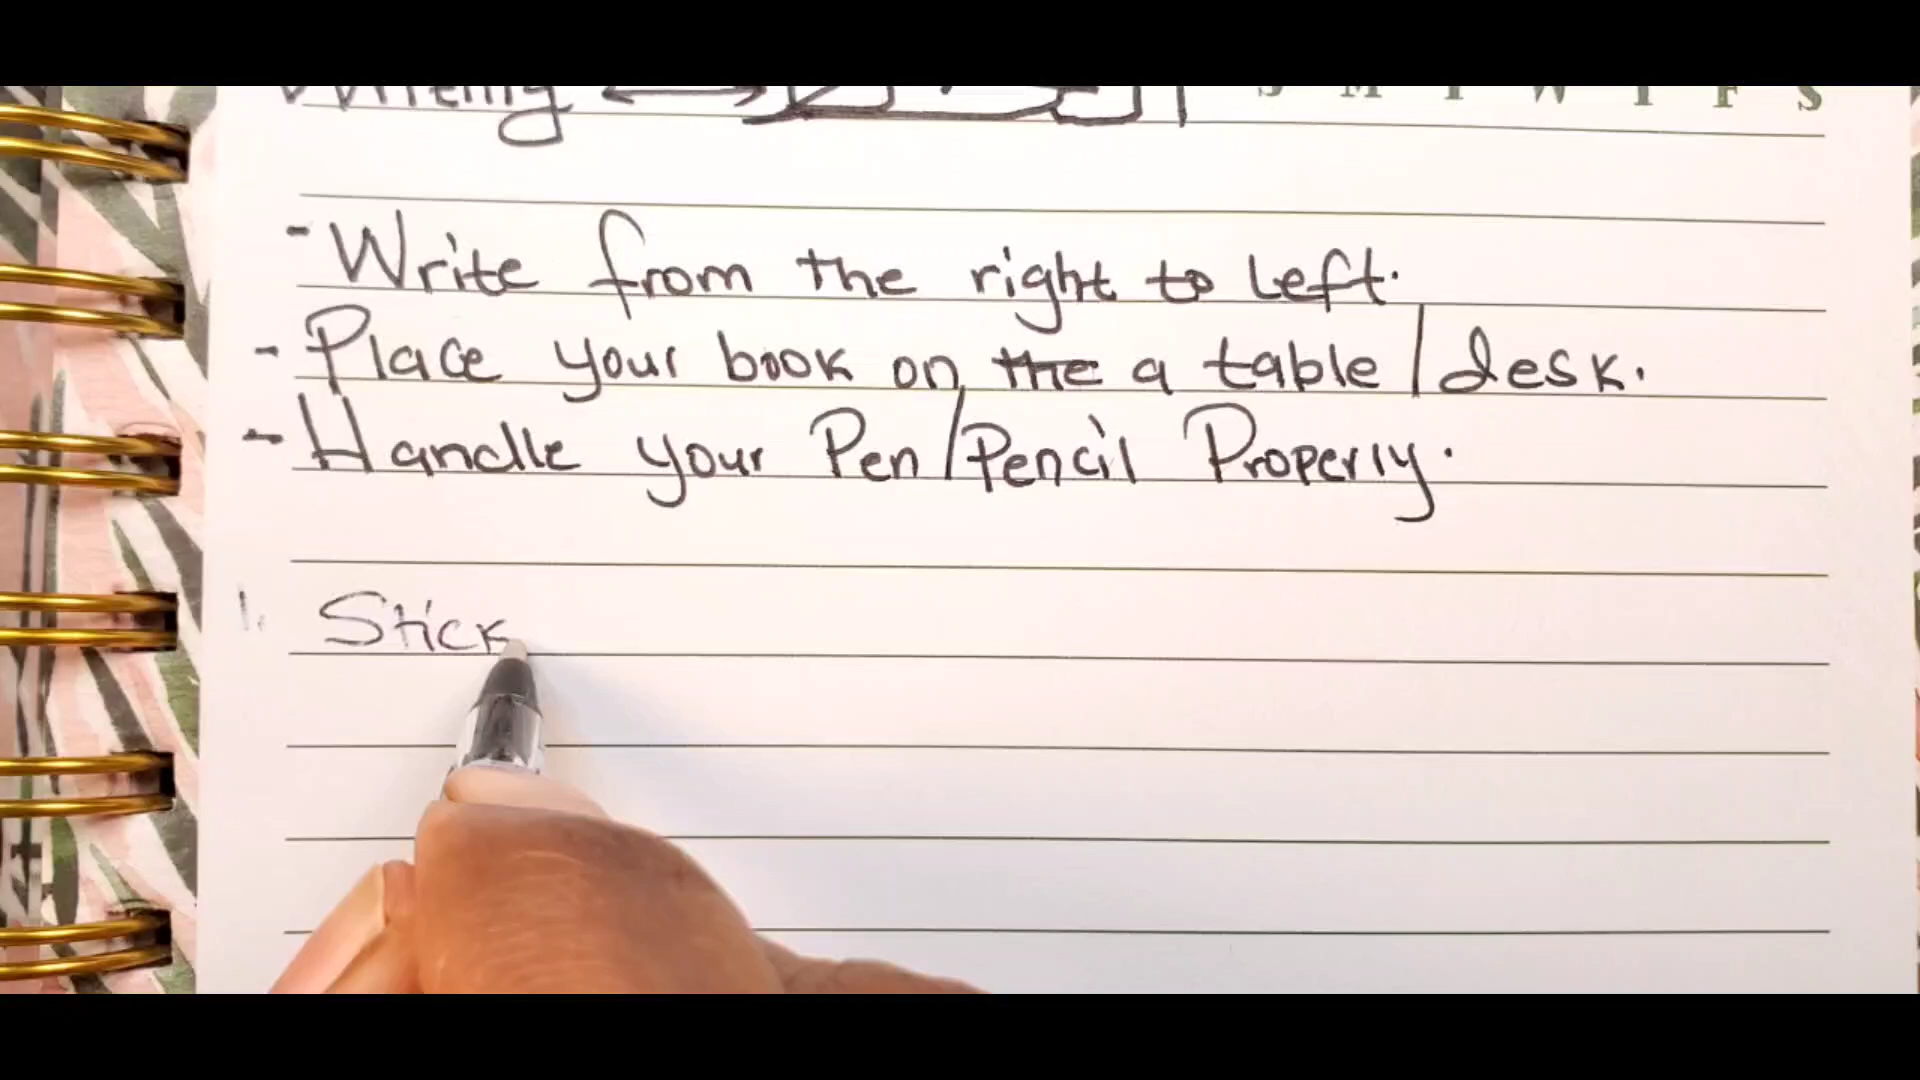 Writing
S M T W T F S
- Write from the right to left.
- Place your book on the a table/desk.
- Handle your Pen/Pencil Properly.
1. Stick